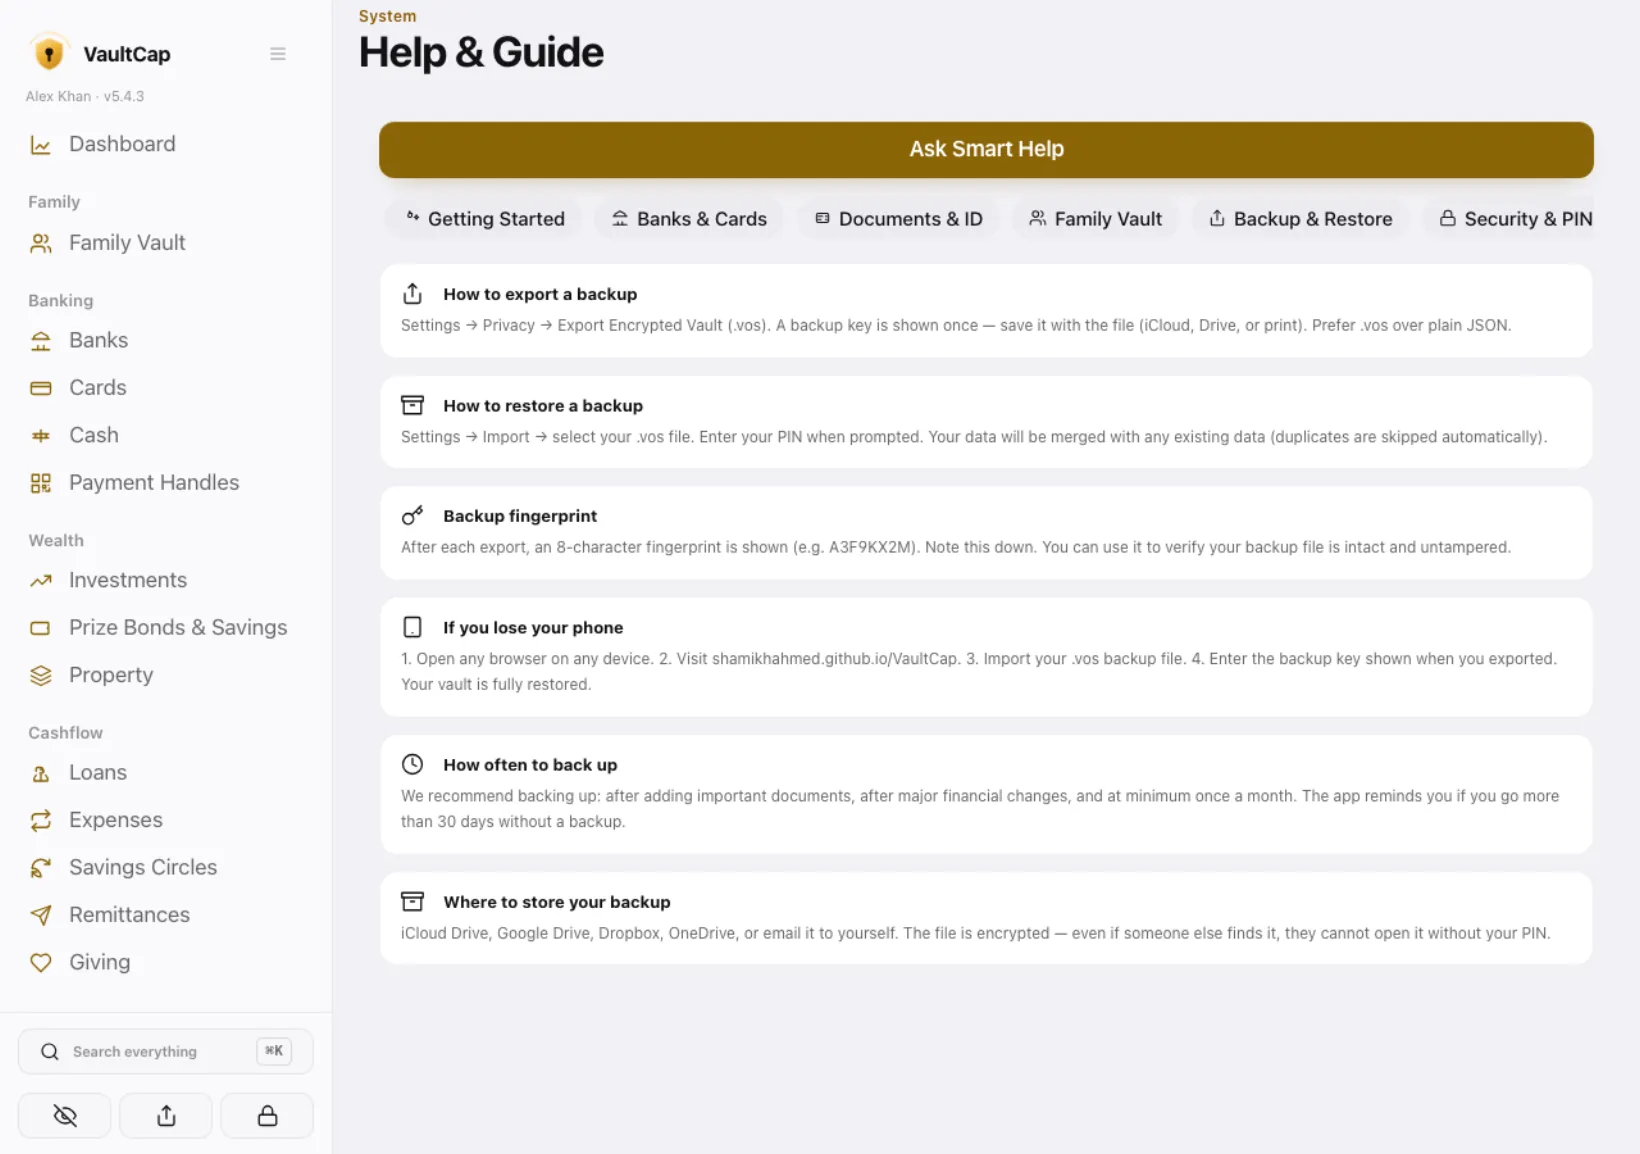 VaultCap
Alex Khan · v5.4.3
Dashboard
Family
Family Vault
Banking
Banks
Cards
Cash
Payment Handles
Wealth
Investments
Prize Bonds & Savings
Property
Cashflow
Loans
Expenses
Savings Circles
Remittances
Giving
Search everything
⌘K
System
Help & Guide
Ask Smart Help
Getting Started
Banks & Cards
Documents & ID
Family Vault
Backup & Restore
Security & PIN
How to export a backup
Settings → Privacy → Export Encrypted Vault (.vos). A backup key is shown once — save it with the file (iCloud, Drive, or print). Prefer .vos over plain JSON.
How to restore a backup
Settings → Import → select your .vos file. Enter your PIN when prompted. Your data will be merged with any existing data (duplicates are skipped automatically).
Backup fingerprint
After each export, an 8-character fingerprint is shown (e.g. A3F9KX2M). Note this down. You can use it to verify your backup file is intact and untampered.
If you lose your phone
1. Open any browser on any device. 2. Visit shamikhahmed.github.io/VaultCap. 3. Import your .vos backup file. 4. Enter the backup key shown when you exported.
Your vault is fully restored.
How often to back up
We recommend backing up: after adding important documents, after major financial changes, and at minimum once a month. The app reminds you if you go more
than 30 days without a backup.
Where to store your backup
iCloud Drive, Google Drive, Dropbox, OneDrive, or email it to yourself. The file is encrypted — even if someone else finds it, they cannot open it without your PIN.